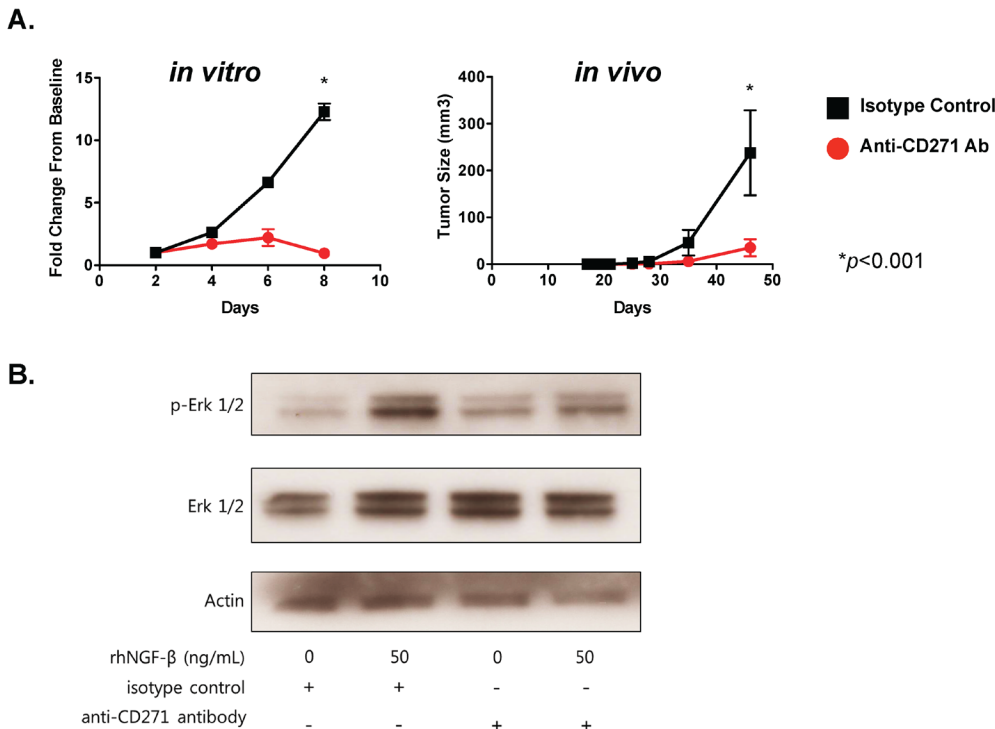 A.
in vitro
in vivo
Fold Change From Baseline
15
10
5
0
0 2 4 6 8 10
Days
*
Tumor Size (mm3)
400
300
200
100
0
0 10 20 30 40 50
Days
*
Isotype Control
Anti-CD271 Ab
*p<0.001
B.
p-Erk 1/2
Erk 1/2
Actin
rhNGF-β (ng/mL) 0 50 0 50
isotype control + + - -
anti-CD271 antibody - - + +